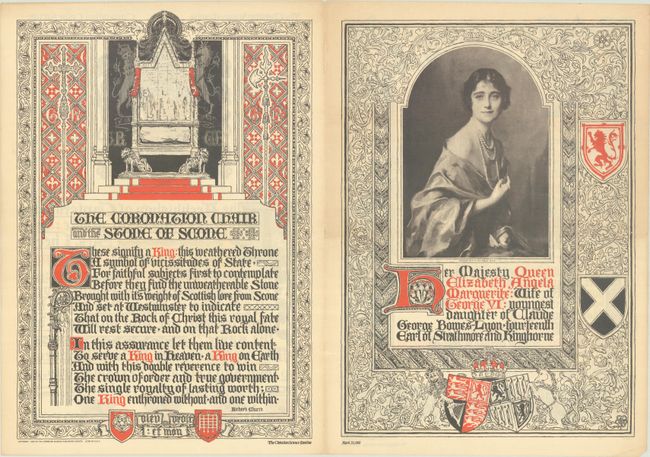 THE CORONATION CHAIR
and the STONE OF SCONE
These signify a King: this weathered Throne
A symbol of vicissitudes of State
For faithful subjects first to contemplate
Before they find the unweatherable Stone
Brought with its weight of Scottish lore from Scone
And set at Westminster to indicate
That on the Rock of Christ this royal fate
Will rest secure and on that Rock alone
In this assurance let them live content
To serve a King in Heaven a King on Earth
And with this double reverence to win
The crown of order and true government
The single royalty of lasting worth:
One King enthroned without and one within
Richard Church
DIEU
et mon
The Christian Science Monitor
Her Majesty Queen
Elizabeth Angela
Marguerite: Wife of
George VI: youngest
daughter of Claude
George Bowes-Lyon fourteenth
Earl of Strathmore and Kinghorne